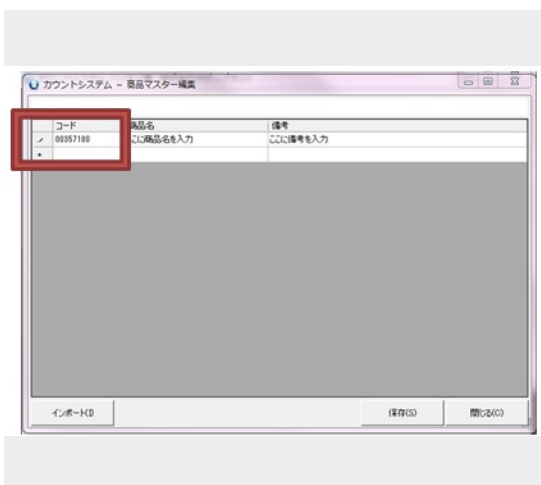 カウントシステム － 商品マスター編集
コード 商品名 備考
00357180 ここに商品名を入力 ここに備考を入力
インポート(I) 保存(S) 閉じる(C)